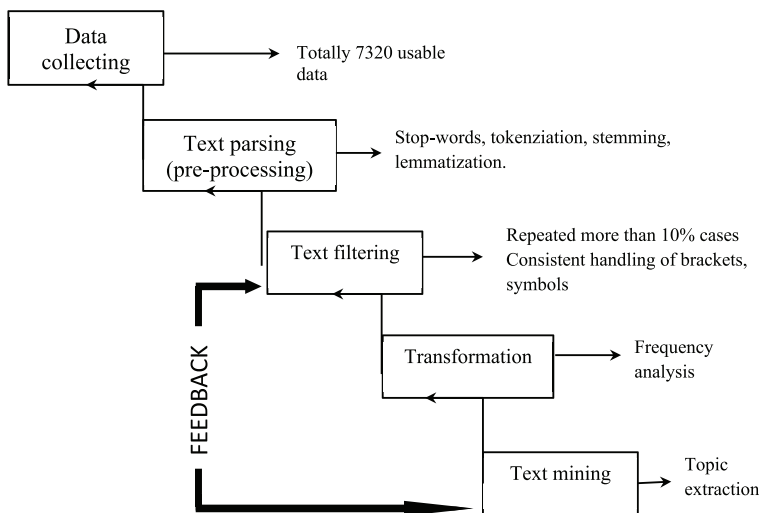 Data
collecting
Totally 7320 usable
data
Text parsing
(pre-processing)
Stop-words, tokenziation, stemming,
lemmatization.
Text filtering
Repeated more than 10% cases
Consistent handling of brackets,
symbols
Transformation
Frequency
analysis
FEEDBACK
Text mining
Topic
extraction